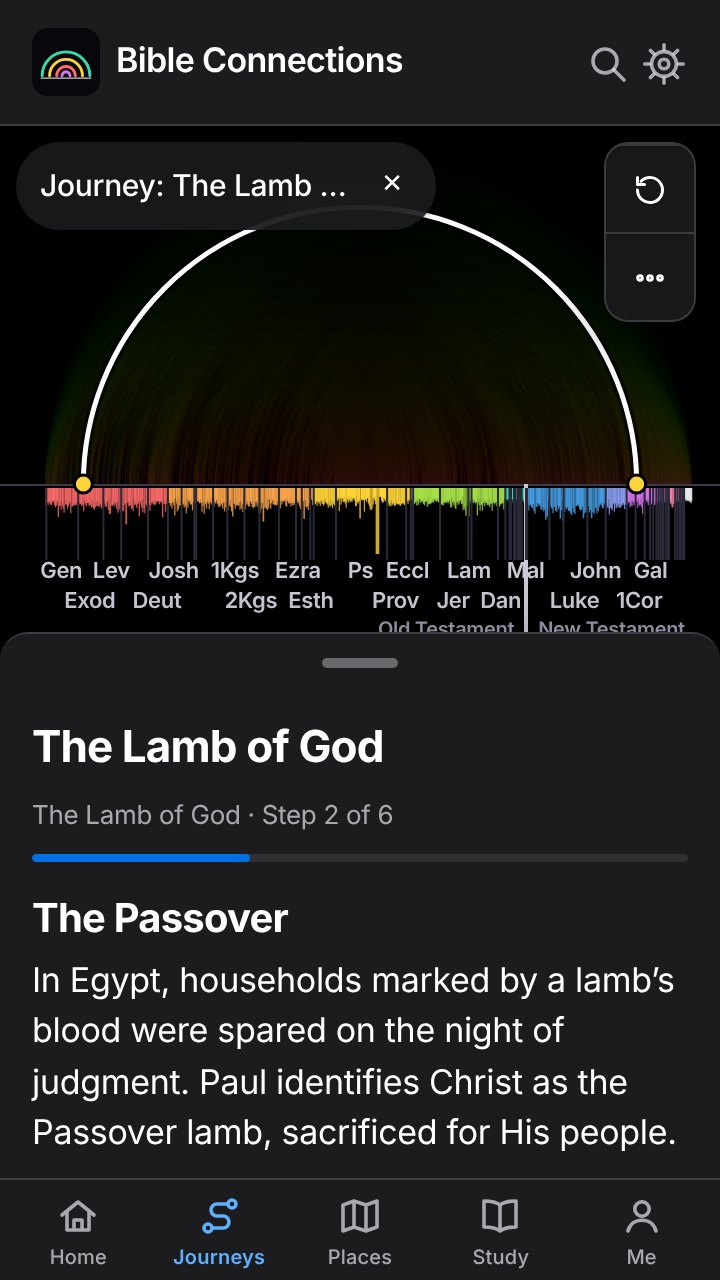 Bible Connections
Journey: The Lamb ...
Gen Lev Josh 1Kgs Ezra Ps Eccl Lam Mal John Gal
Exod Deut 2Kgs Esth Prov Jer Dan Luke 1Cor
Old Testament New Testament
The Lamb of God
The Lamb of God · Step 2 of 6
The Passover
In Egypt, households marked by a lamb’s
blood were spared on the night of
judgment. Paul identifies Christ as the
Passover lamb, sacrificed for His people.
Home Journeys Places Study Me